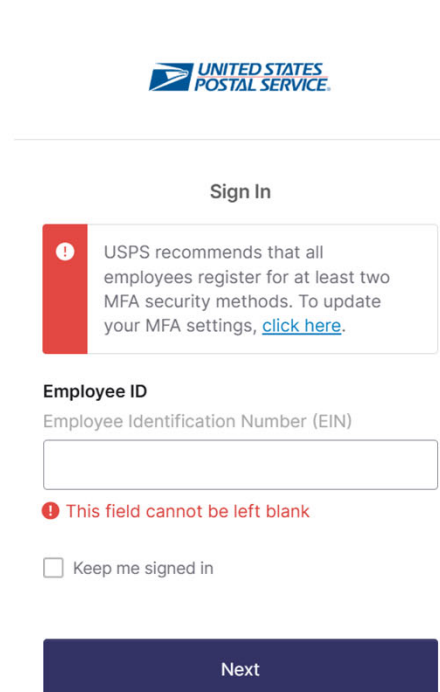 UNITED STATES
POSTAL SERVICE®
Sign In
USPS recommends that all
employees register for at least two
MFA security methods. To update
your MFA settings, click here.
Employee ID
Employee Identification Number (EIN)
This field cannot be left blank
Keep me signed in
Next